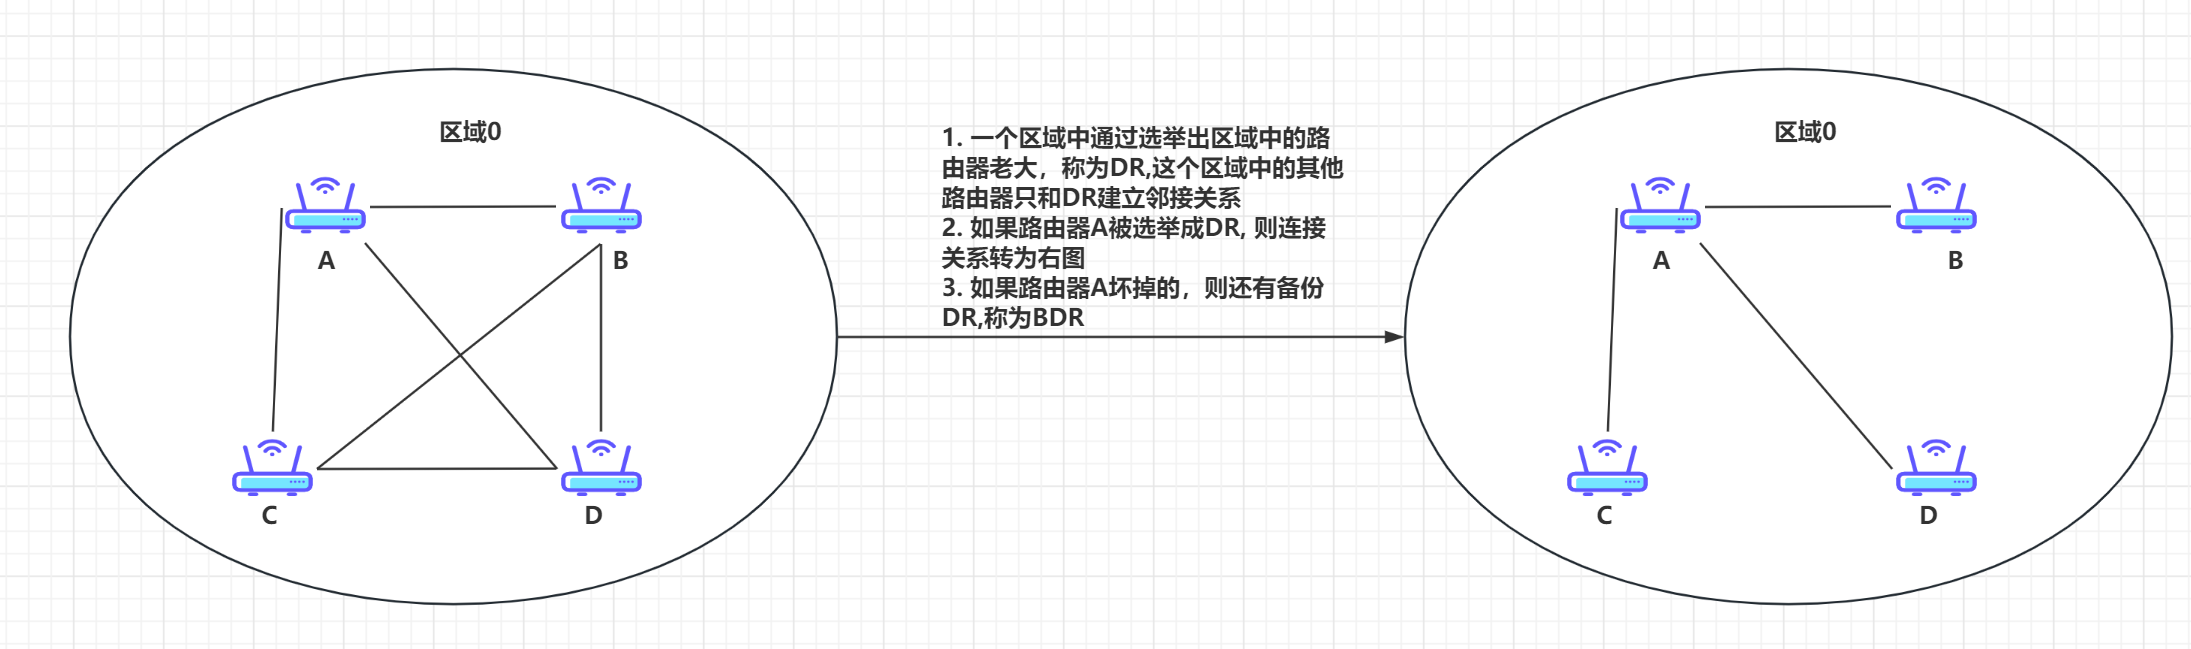 区域0
A
B
C
D
1. 一个区域中通过选举出区域中的路
由器老大，称为DR,这个区域中的其他
路由器只和DR建立邻接关系
2. 如果路由器A被选举成DR, 则连接
关系转为右图
3. 如果路由器A坏掉的，则还有备份
DR,称为BDR
区域0
A
B
C
D